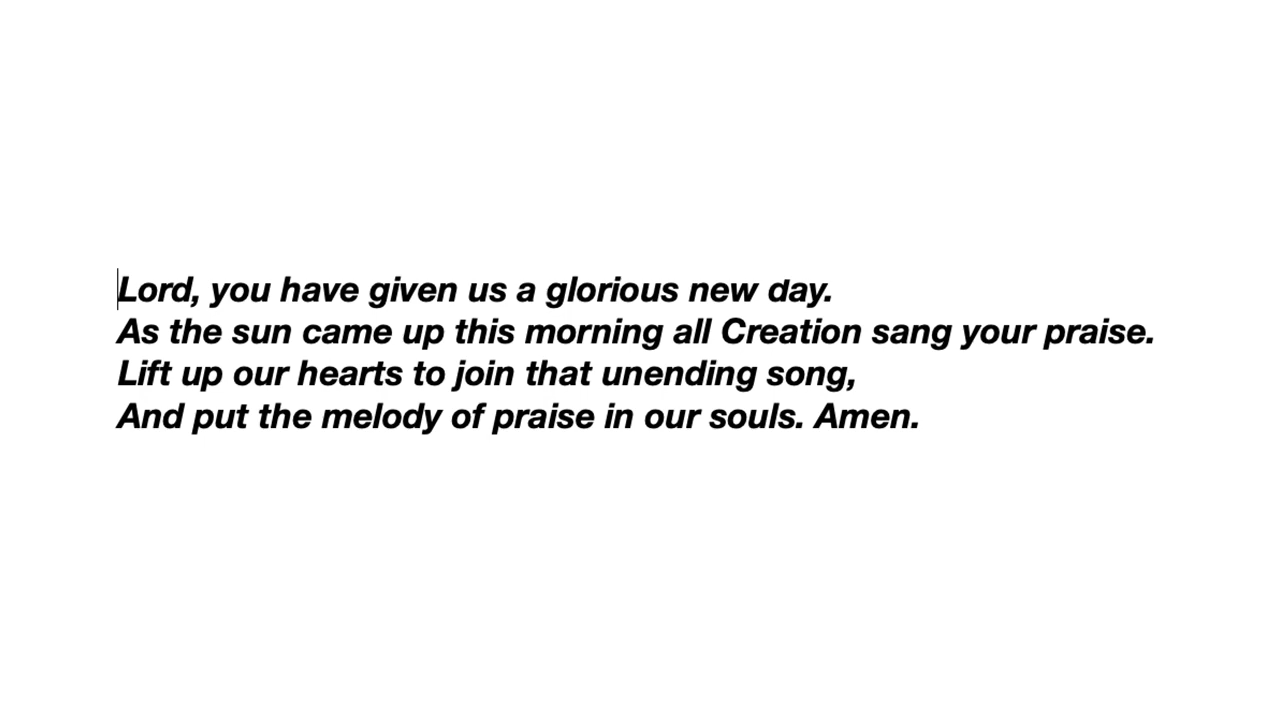 Lord, you have given us a glorious new day.
As the sun came up this morning all Creation sang your praise.
Lift up our hearts to join that unending song,
And put the melody of praise in our souls. Amen.